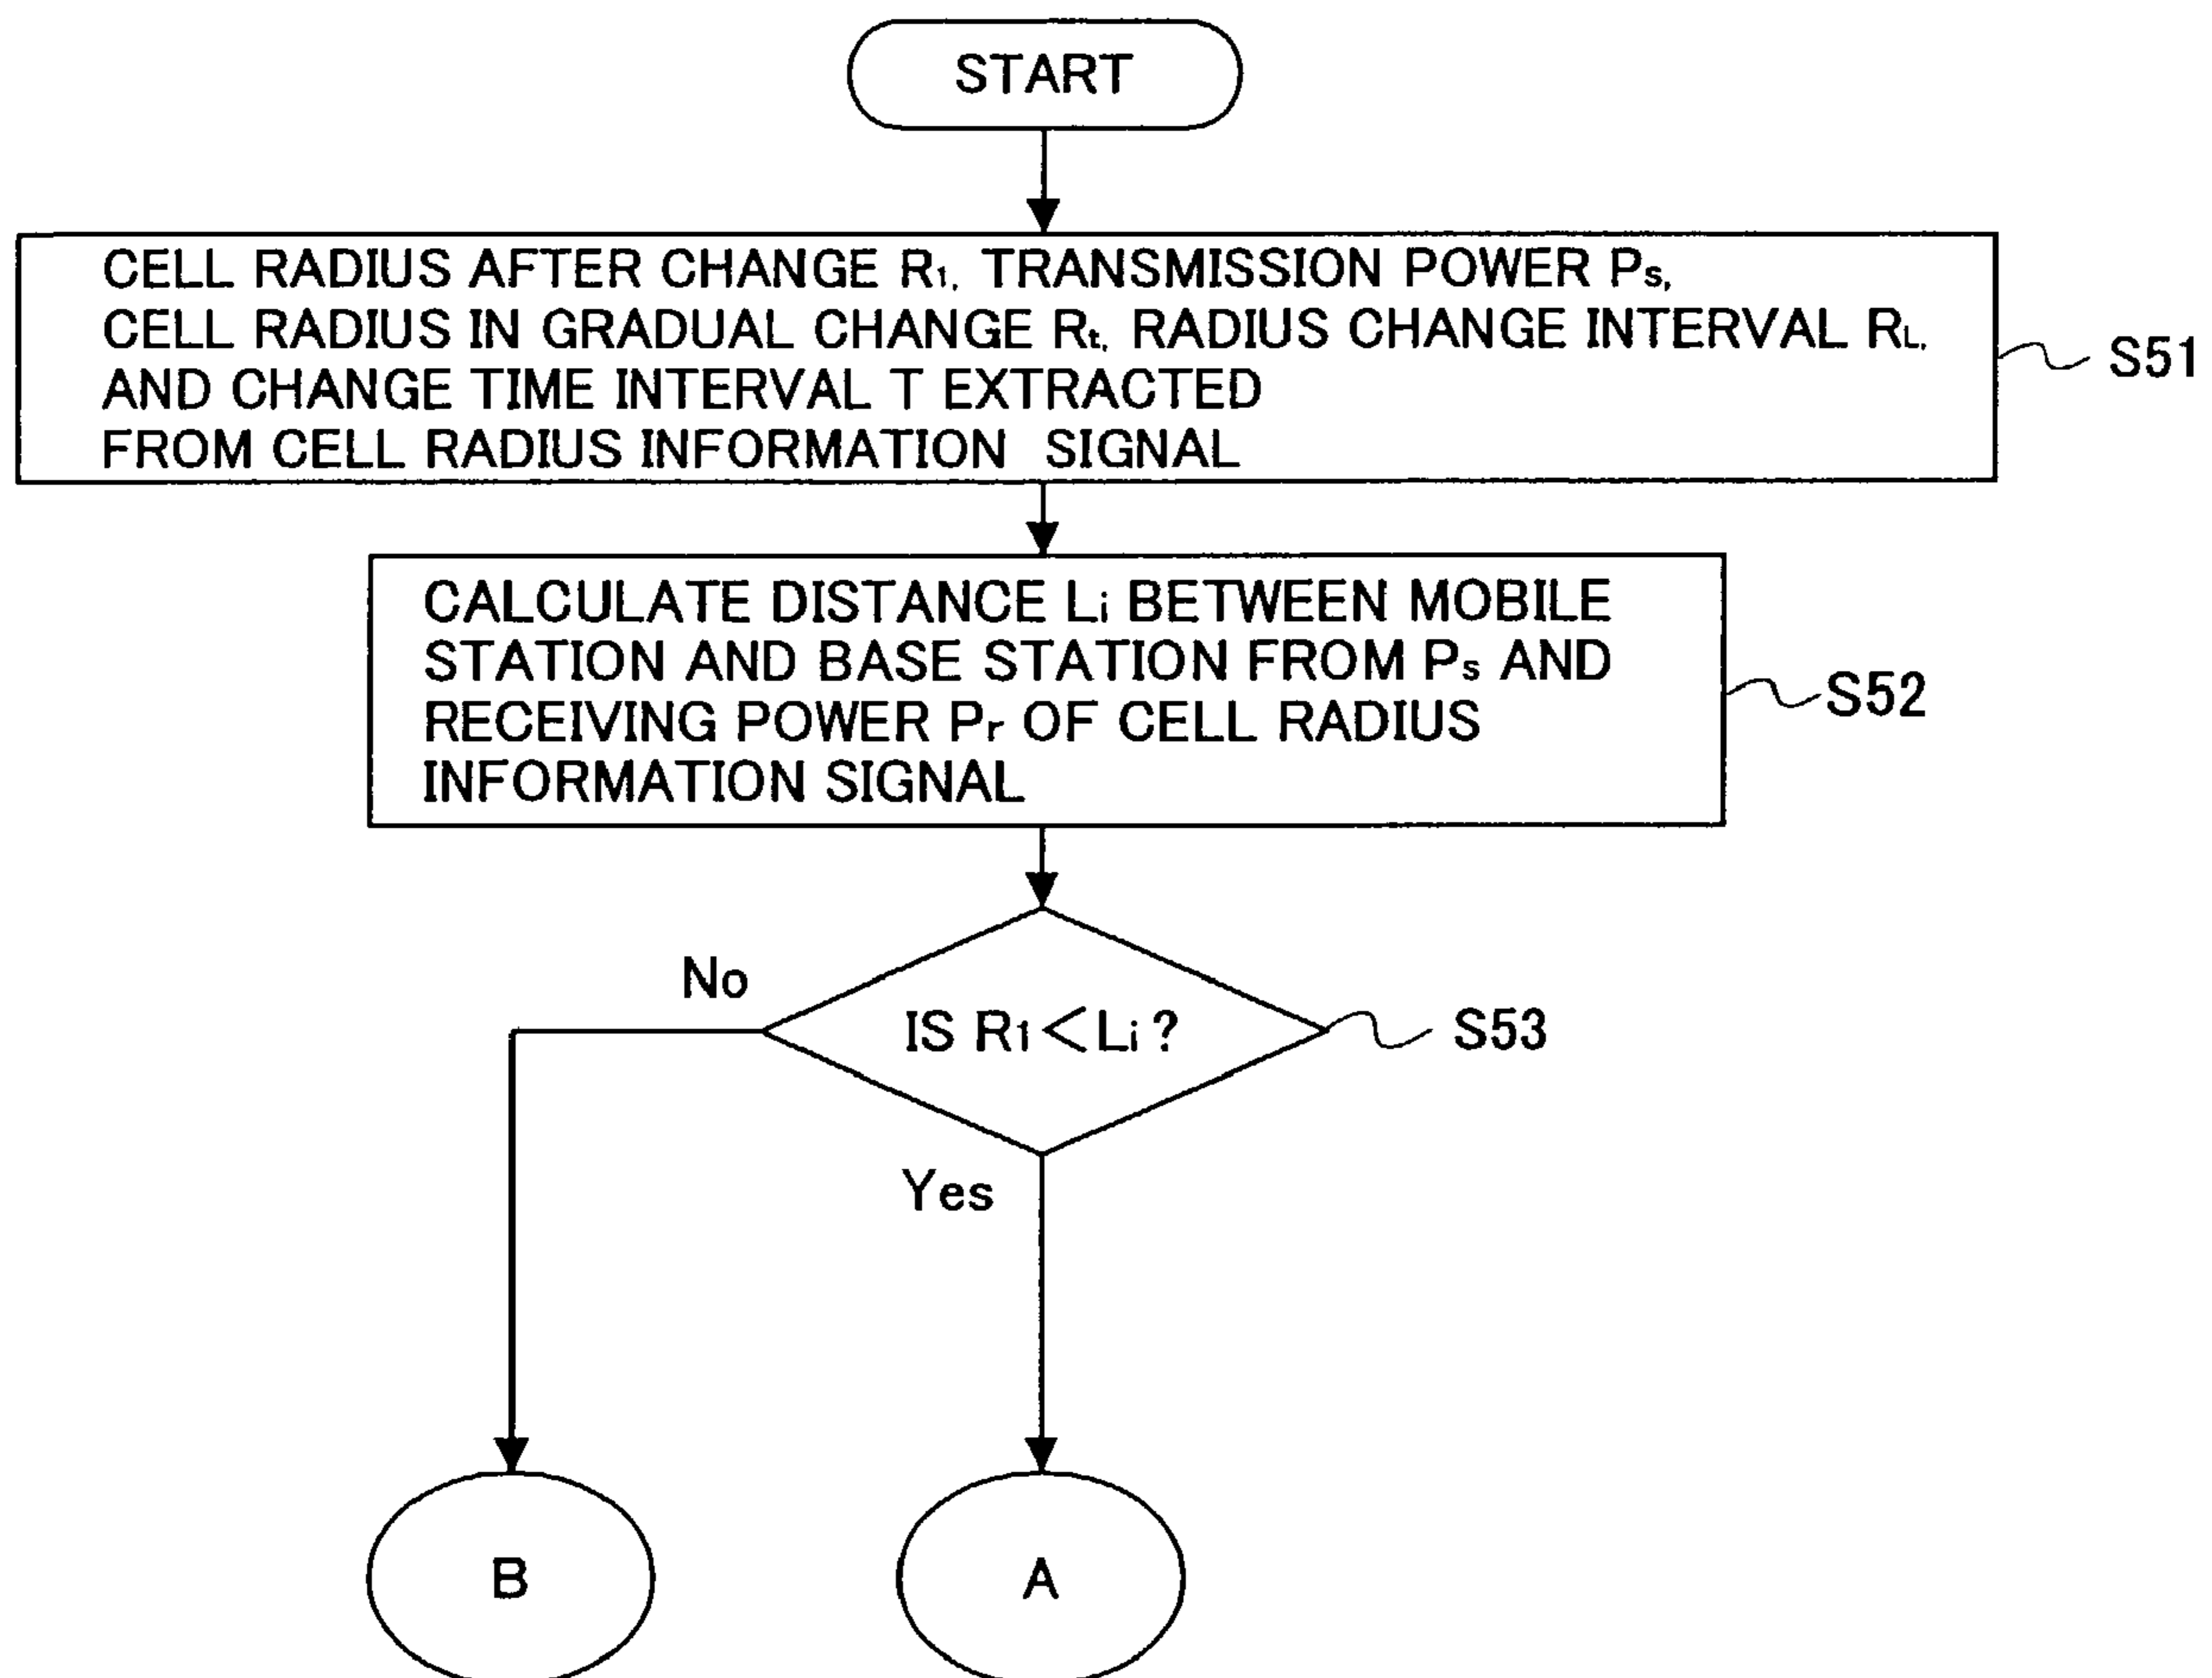 START
CELL RADIUS AFTER CHANGE R1, TRANSMISSION POWER Ps,
CELL RADIUS IN GRADUAL CHANGE Rt, RADIUS CHANGE INTERVAL RL,
AND CHANGE TIME INTERVAL T EXTRACTED
FROM CELL RADIUS INFORMATION SIGNAL
S51
CALCULATE DISTANCE Li BETWEEN MOBILE
STATION AND BASE STATION FROM Ps AND
RECEIVING POWER Pr OF CELL RADIUS
INFORMATION SIGNAL
S52
No
IS R1<Li?
S53
Yes
B
A